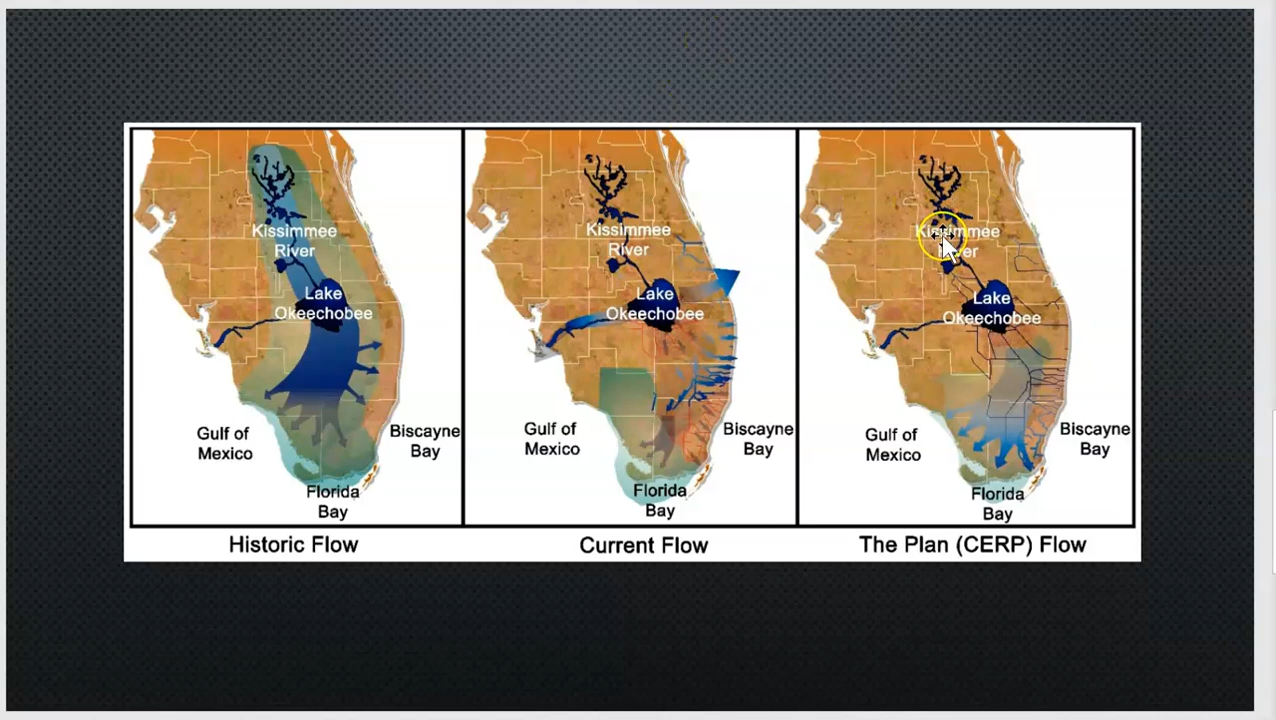 Kissimmee
River
Lake
Okeechobee
Gulf of
Mexico
Biscayne
Bay
Florida
Bay
Historic Flow
Kissimmee
River
Lake
Okeechobee
Gulf of
Mexico
Biscayne
Bay
Florida
Bay
Current Flow
Kissimmee
River
Lake
Okeechobee
Gulf of
Mexico
Biscayne
Bay
Florida
Bay
The Plan (CERP) Flow